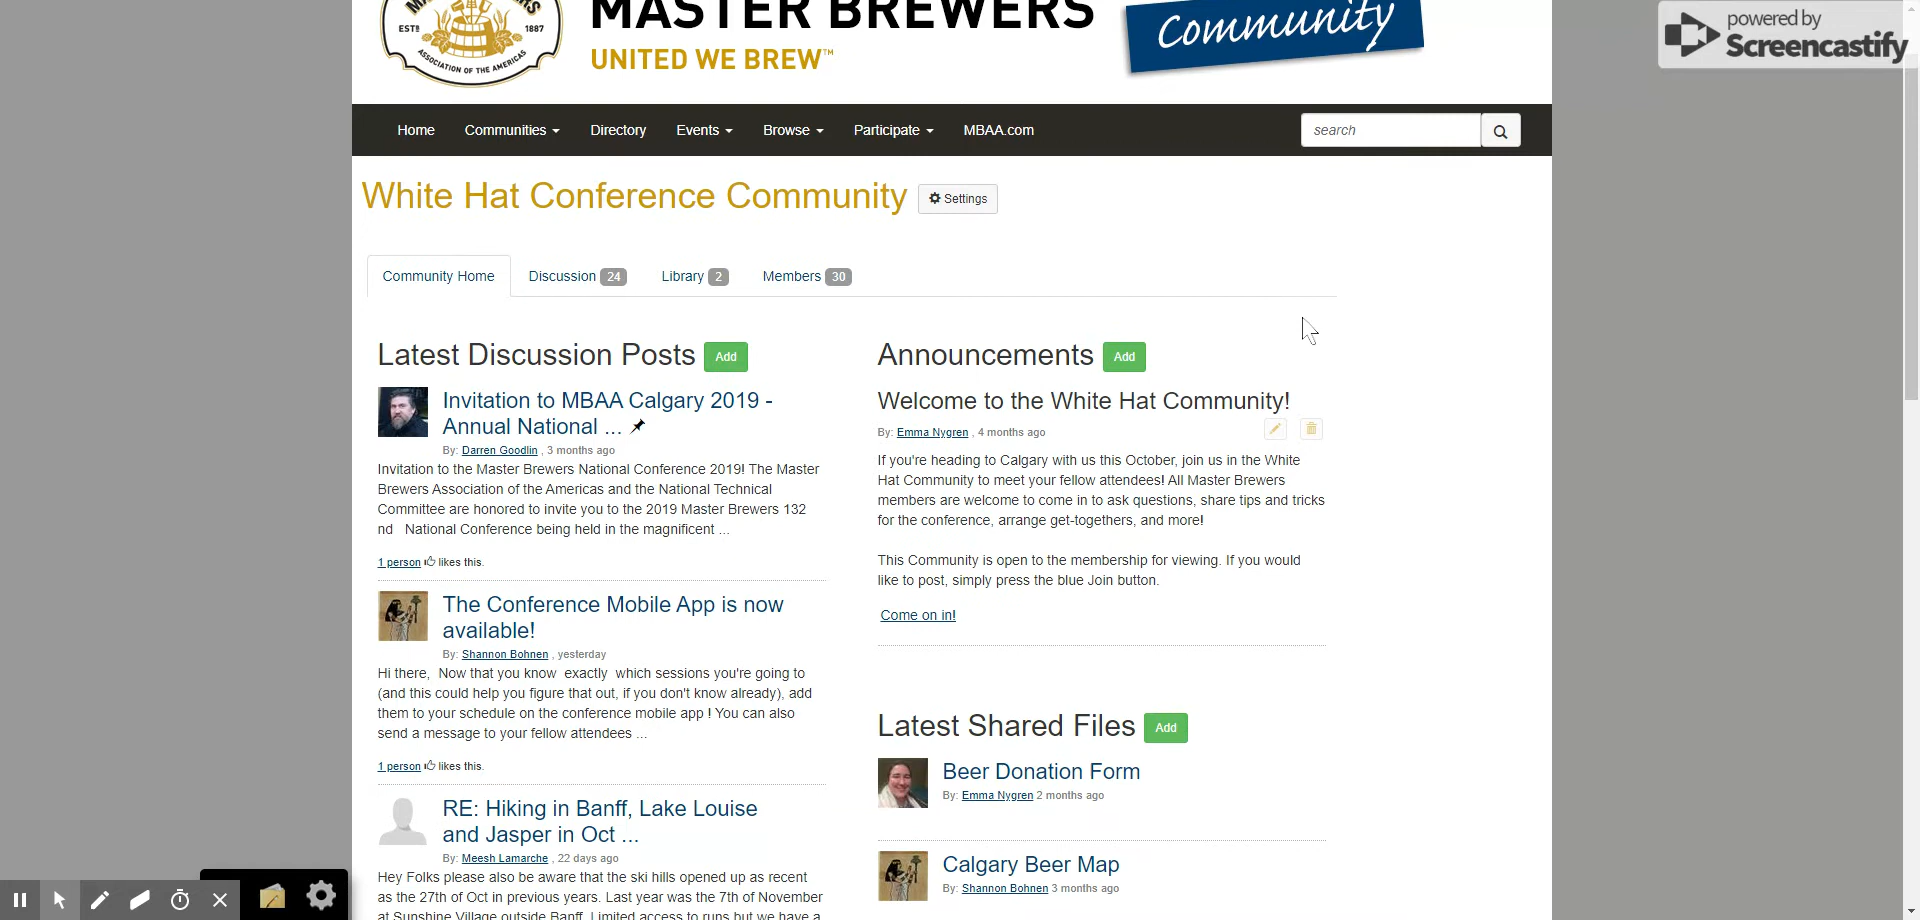 MASTER BREWERS
EST® 1887
ASSOCIATION OF THE AMERICAS
MASTER BREWERS
UNITED WE BREW™
Community
powered by
Screencastify
Home Communities Directory Events Browse Participate MBAA.com search
White Hat Conference Community Settings
Community Home Discussion 24 Library 2 Members 30
Latest Discussion Posts Add
Invitation to MBAA Calgary 2019 -
Annual National ...
By: Darren Goodlin , 3 months ago
Invitation to the Master Brewers National Conference 2019! The Master
Brewers Association of the Americas and the National Technical
Committee are honored to invite you to the 2019 Master Brewers 132
nd National Conference being held in the magnificent ...
1 person likes this.
The Conference Mobile App is now
available!
By: Shannon Bohnen , yesterday
Hi there, Now that you know exactly which sessions you're going to
(and this could help you figure that out, if you don't know already), add
them to your schedule on the conference mobile app ! You can also
send a message to your fellow attendees ...
1 person likes this.
RE: Hiking in Banff, Lake Louise
and Jasper in Oct ...
By: Meesh Lamarche , 22 days ago
Hey Folks please also be aware that the ski hills opened up as recent
as the 27th of Oct in previous years. Last year was the 7th of November
at Sunshine Village outside Banff. Limited access to runs but we have a
Announcements Add
Welcome to the White Hat Community!
By: Emma Nygren , 4 months ago
If you're heading to Calgary with us this October, join us in the White
Hat Community to meet your fellow attendees! All Master Brewers
members are welcome to come in to ask questions, share tips and tricks
for the conference, arrange get-togethers, and more!
This Community is open to the membership for viewing. If you would
like to post, simply press the blue Join button.
Come on in!
Latest Shared Files Add
Beer Donation Form
By: Emma Nygren 2 months ago
Calgary Beer Map
By: Shannon Bohnen 3 months ago